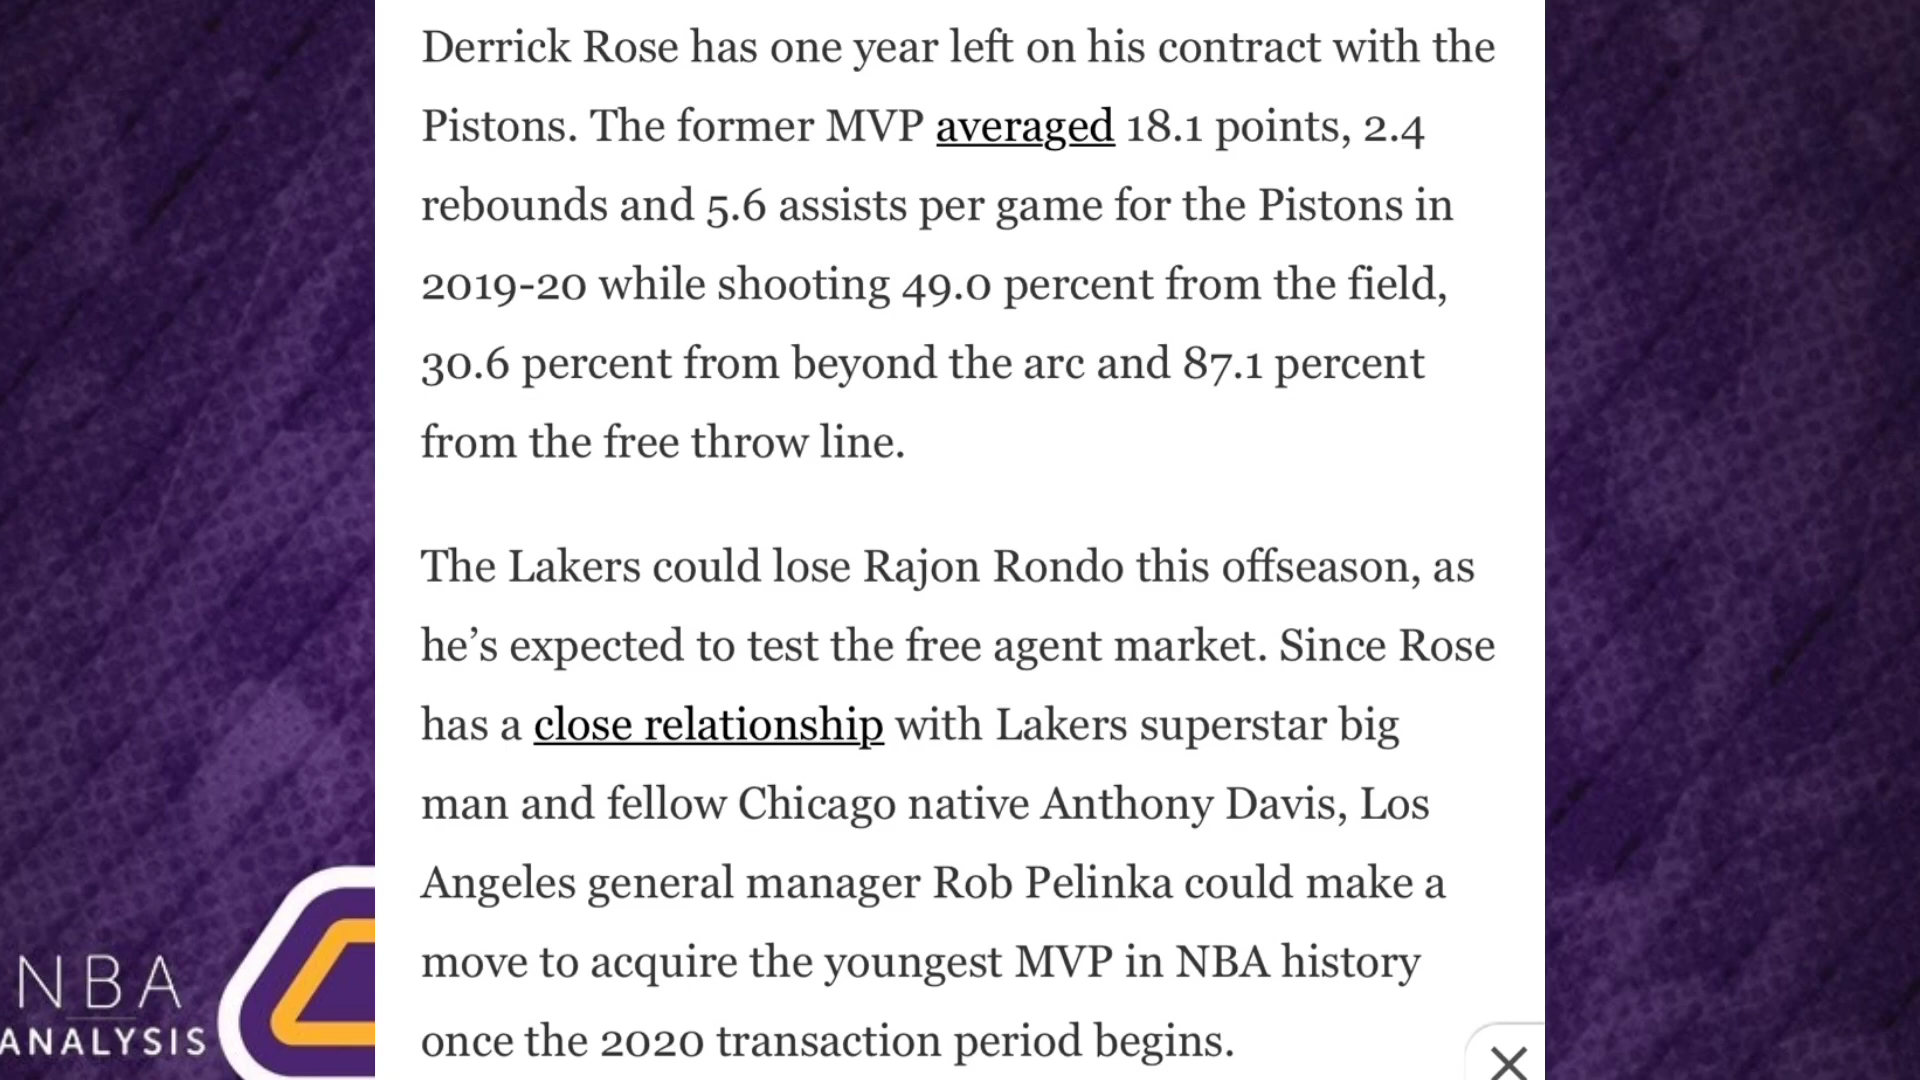 Derrick Rose has one year left on his contract with the
Pistons. The former MVP averaged 18.1 points, 2.4
rebounds and 5.6 assists per game for the Pistons in
2019-20 while shooting 49.0 percent from the field,
30.6 percent from beyond the arc and 87.1 percent
from the free throw line.
The Lakers could lose Rajon Rondo this offseason, as
he’s expected to test the free agent market. Since Rose
has a close relationship with Lakers superstar big
man and fellow Chicago native Anthony Davis, Los
Angeles general manager Rob Pelinka could make a
move to acquire the youngest MVP in NBA history
once the 2020 transaction period begins.
NBA
ANALYSIS